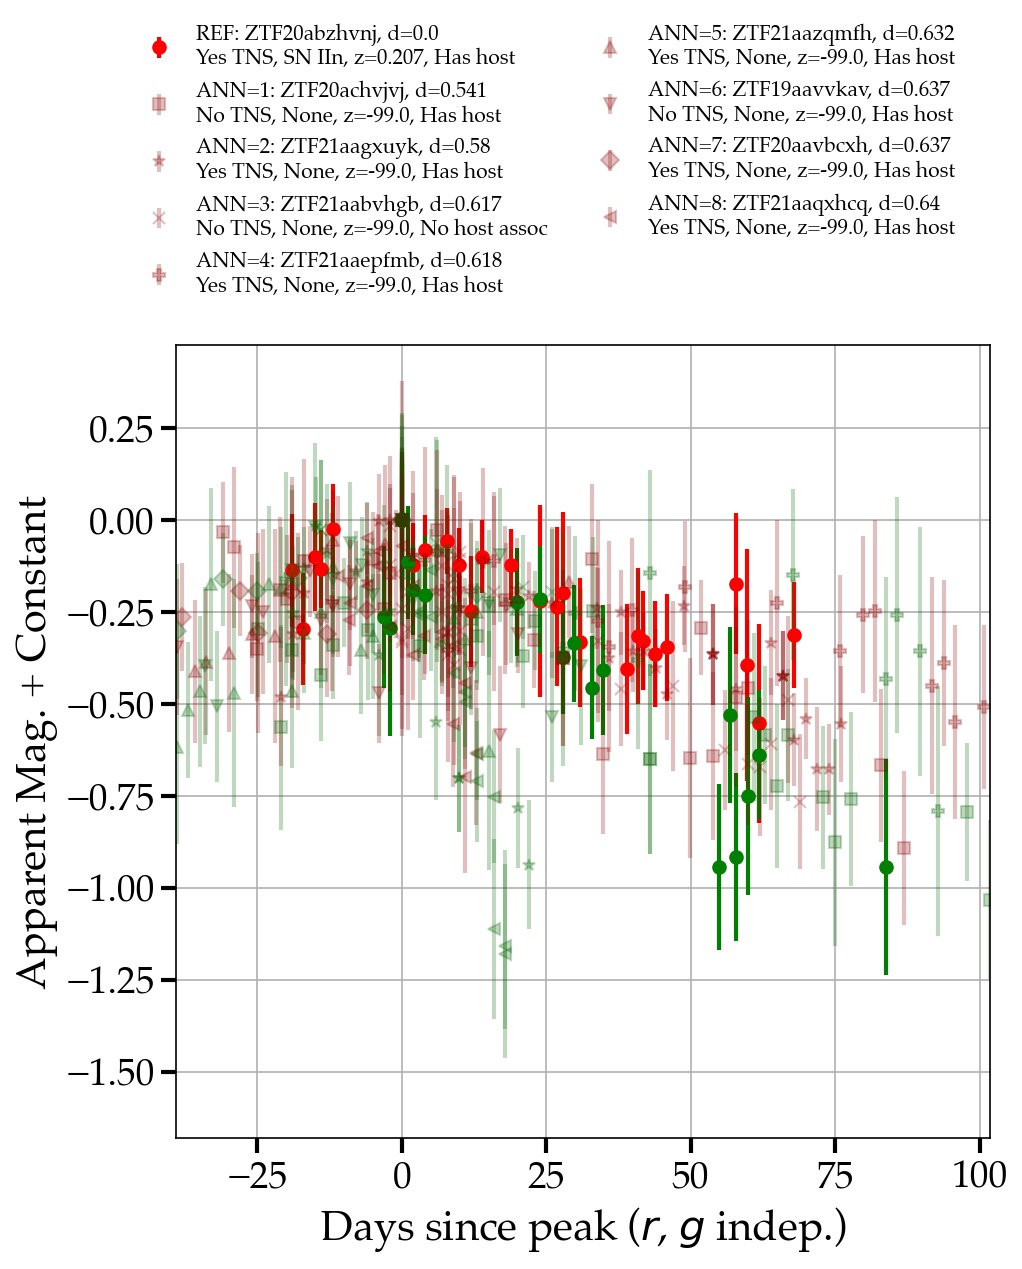 REF: ZTF20abzhvnj, d=0.0
Yes TNS, SN IIn, z=0.207, Has host
ANN=1: ZTF20achvjvj, d=0.541
No TNS, None, z=-99.0, Has host
ANN=2: ZTF21aagxuyk, d=0.58
Yes TNS, None, z=-99.0, Has host
ANN=3: ZTF21aabvhgb, d=0.617
No TNS, None, z=-99.0, No host assoc
ANN=4: ZTF21aaepfmb, d=0.618
Yes TNS, None, z=-99.0, Has host
ANN=5: ZTF21aazqmfh, d=0.632
Yes TNS, None, z=-99.0, Has host
ANN=6: ZTF19aavvkav, d=0.637
No TNS, None, z=-99.0, Has host
ANN=7: ZTF20aavbcxh, d=0.637
Yes TNS, None, z=-99.0, Has host
ANN=8: ZTF21aaqxhcq, d=0.64
Yes TNS, None, z=-99.0, Has host
Apparent Mag. + Constant
0.25
0.00
−0.25
−0.50
−0.75
−1.00
−1.25
−1.50
−25
0
25
50
75
100
Days since peak (r, g indep.)